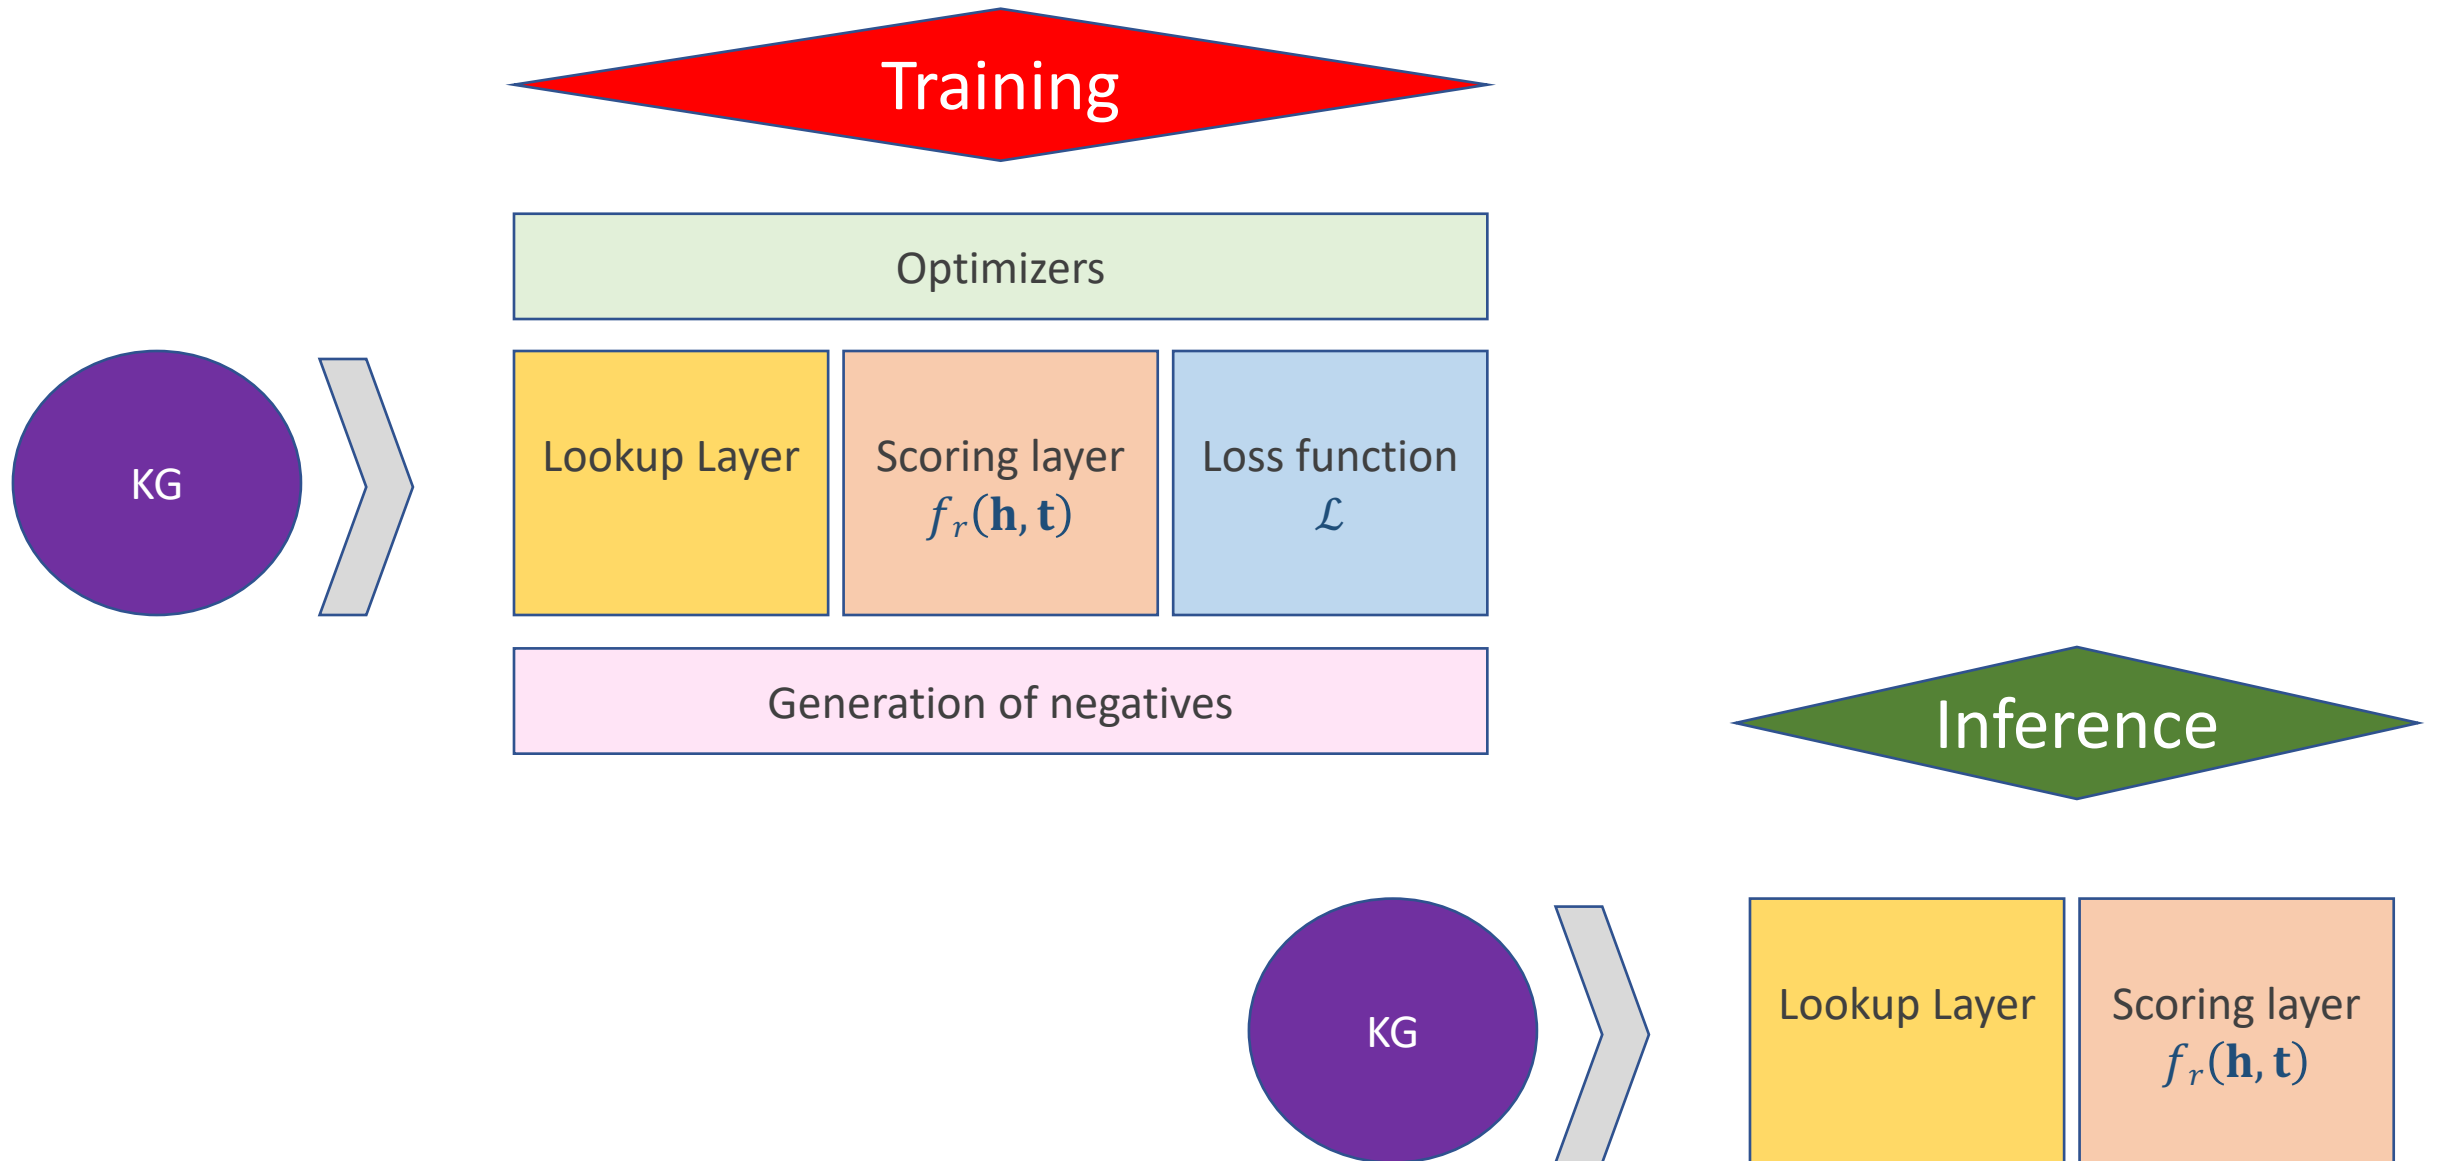 Training
Optimizers
KG
Lookup Layer
Scoring layer
f_r(h, t)
Loss function
ℒ
Generation of negatives
Inference
KG
Lookup Layer
Scoring layer
f_r(h, t)